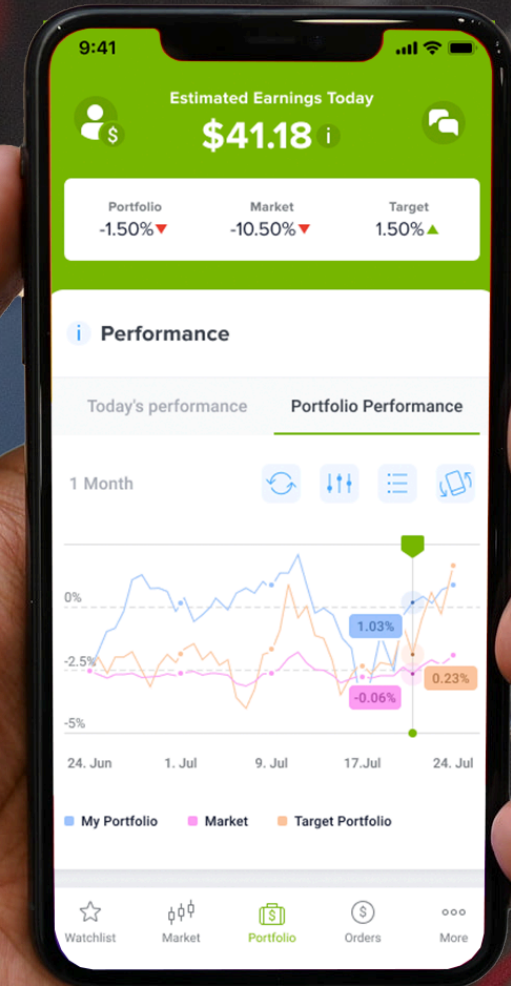 9:41
Estimated Earnings Today
$41.18 i
Portfolio Market Target
-1.50% -10.50% 1.50%
i Performance
Today's performance Portfolio Performance
1 Month
0%
1.03%
-2.5%
0.23%
-0.06%
-5%
24. Jun 1. Jul 9. Jul 17.Jul 24. Jul
My Portfolio Market Target Portfolio
Watchlist Market Portfolio Orders More